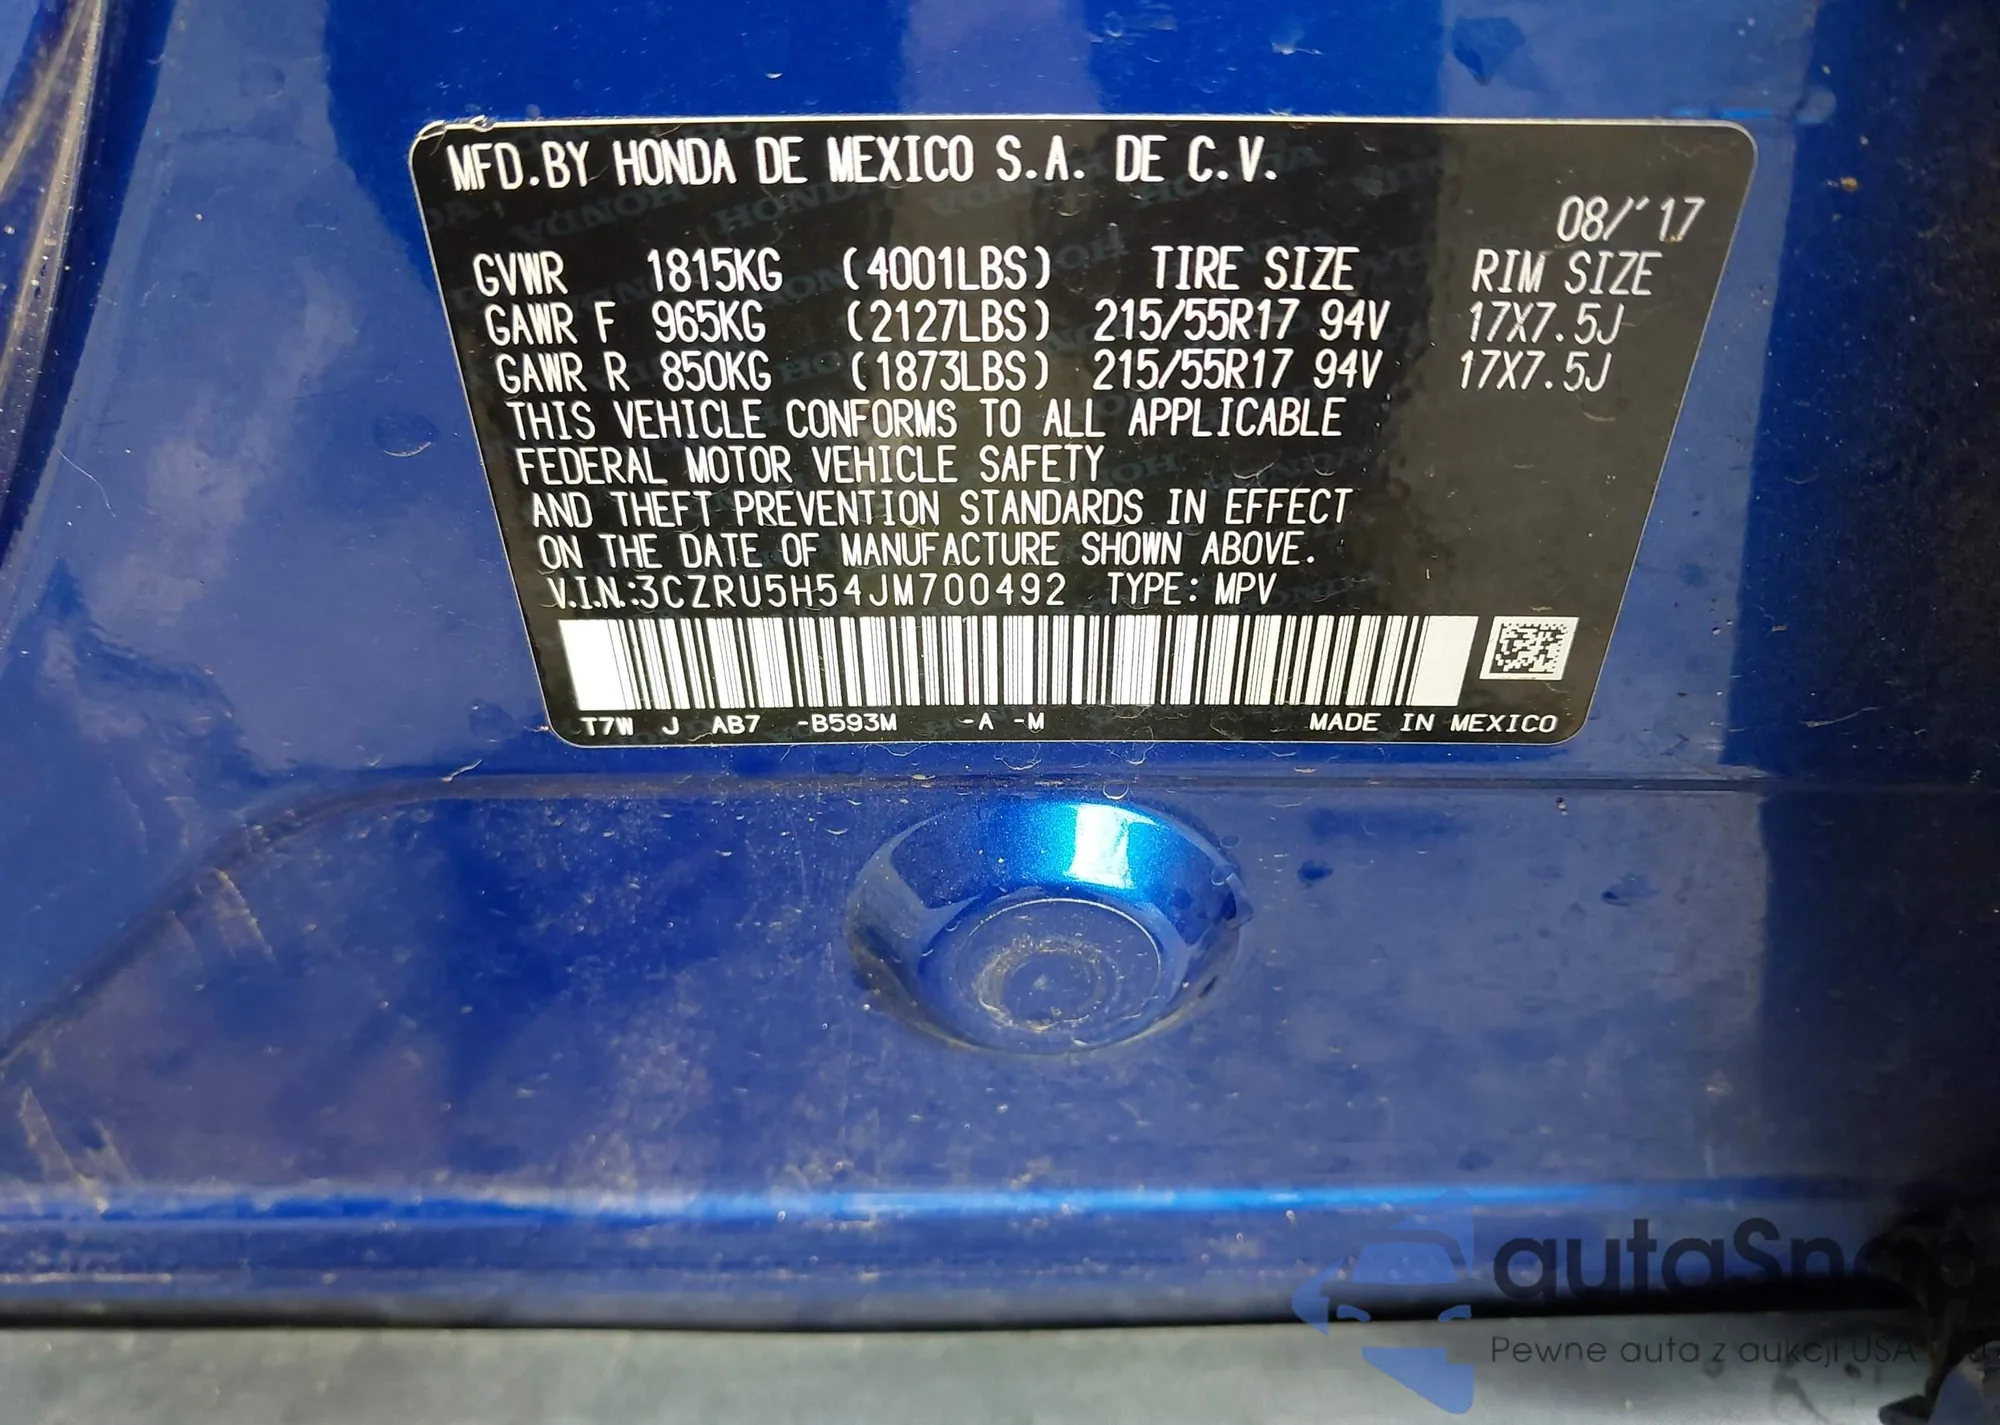 MFD.BY HONDA DE MEXICO S.A. DE C.V.
08/'17
GVWR 1815KG (4001LBS) TIRE SIZE RIM SIZE
GAWR F 965KG (2127LBS) 215/55R17 94V 17X7.5J
GAWR R 850KG (1873LBS) 215/55R17 94V 17X7.5J
THIS VEHICLE CONFORMS TO ALL APPLICABLE
FEDERAL MOTOR VEHICLE SAFETY
AND THEFT PREVENTION STANDARDS IN EFFECT
ON THE DATE OF MANUFACTURE SHOWN ABOVE.
V.I.N.:3CZRU5H54JM700492 TYPE: MPV
T7W J AB7 -B593M -A -M MADE IN MEXICO
autaSnap
Pewne auta z aukcji USA